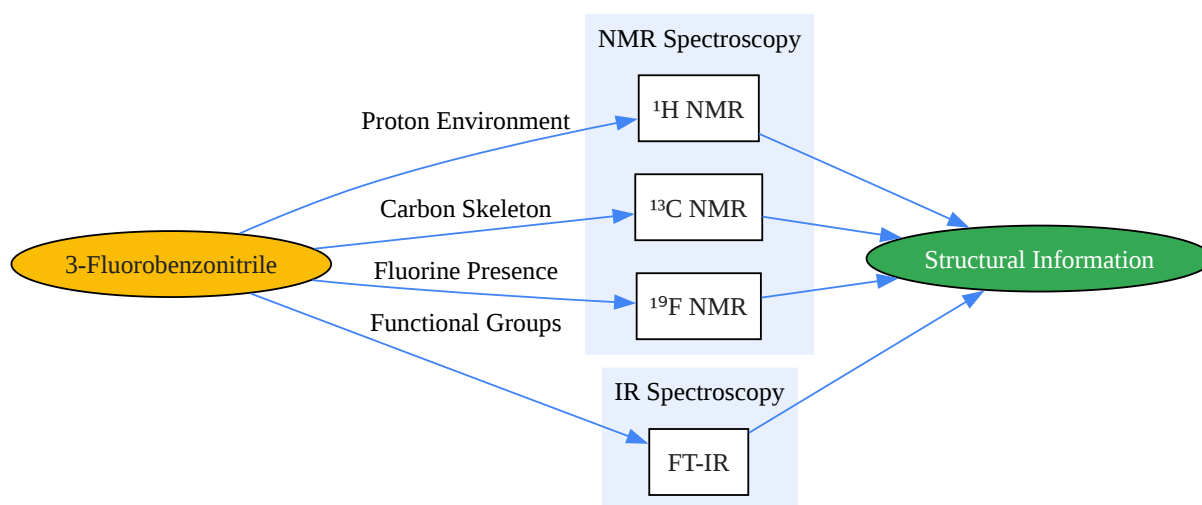 NMR Spectroscopy
¹H NMR
Proton Environment
¹³C NMR
Carbon Skeleton
3-Fluorobenzonitrile
Structural Information
Fluorine Presence
¹⁹F NMR
Functional Groups
IR Spectroscopy
FT-IR